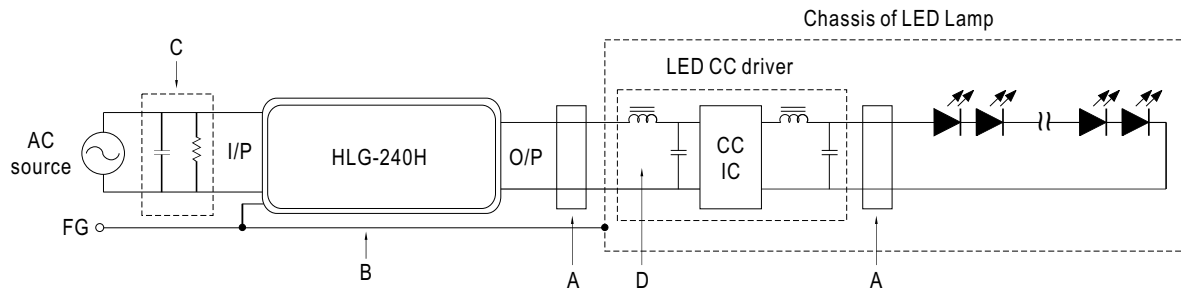 Chassis of LED Lamp
C
LED CC driver
AC
source
I/P
HLG-240H
O/P
CC
IC
FG
B
A
D
A